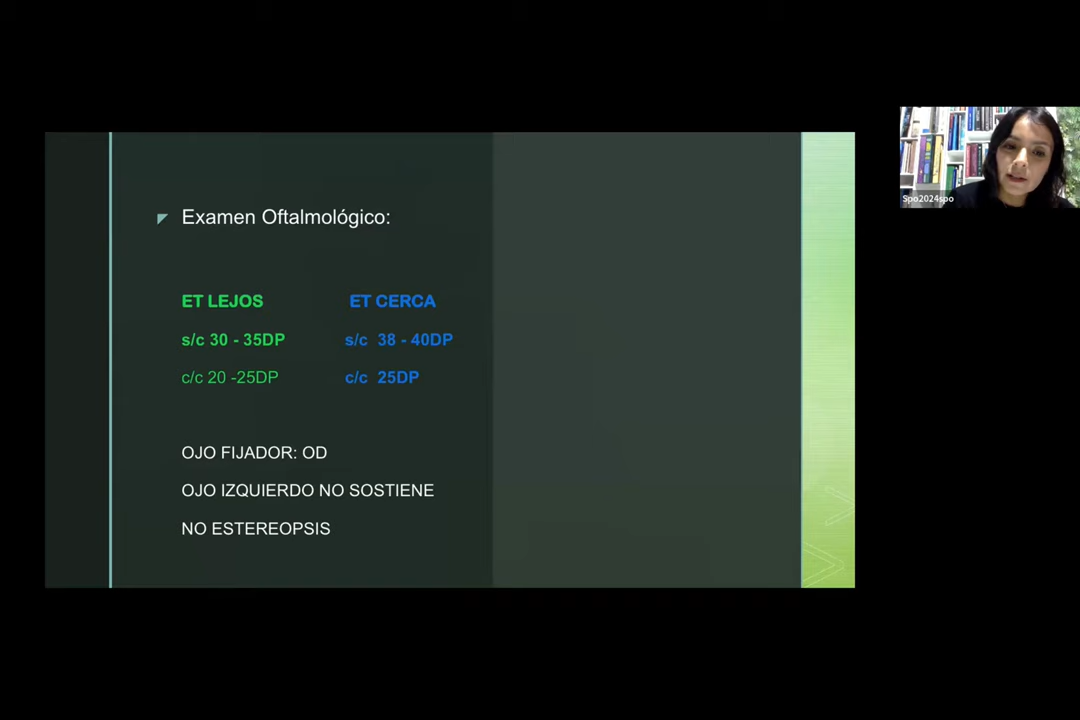 Examen Oftalmológico:
ET LEJOS ET CERCA
s/c 30 - 35DP s/c 38 - 40DP
c/c 20 -25DP c/c 25DP
OJO FIJADOR: OD
OJO IZQUIERDO NO SOSTIENE
NO ESTEREOPSIS
Spo2024spo